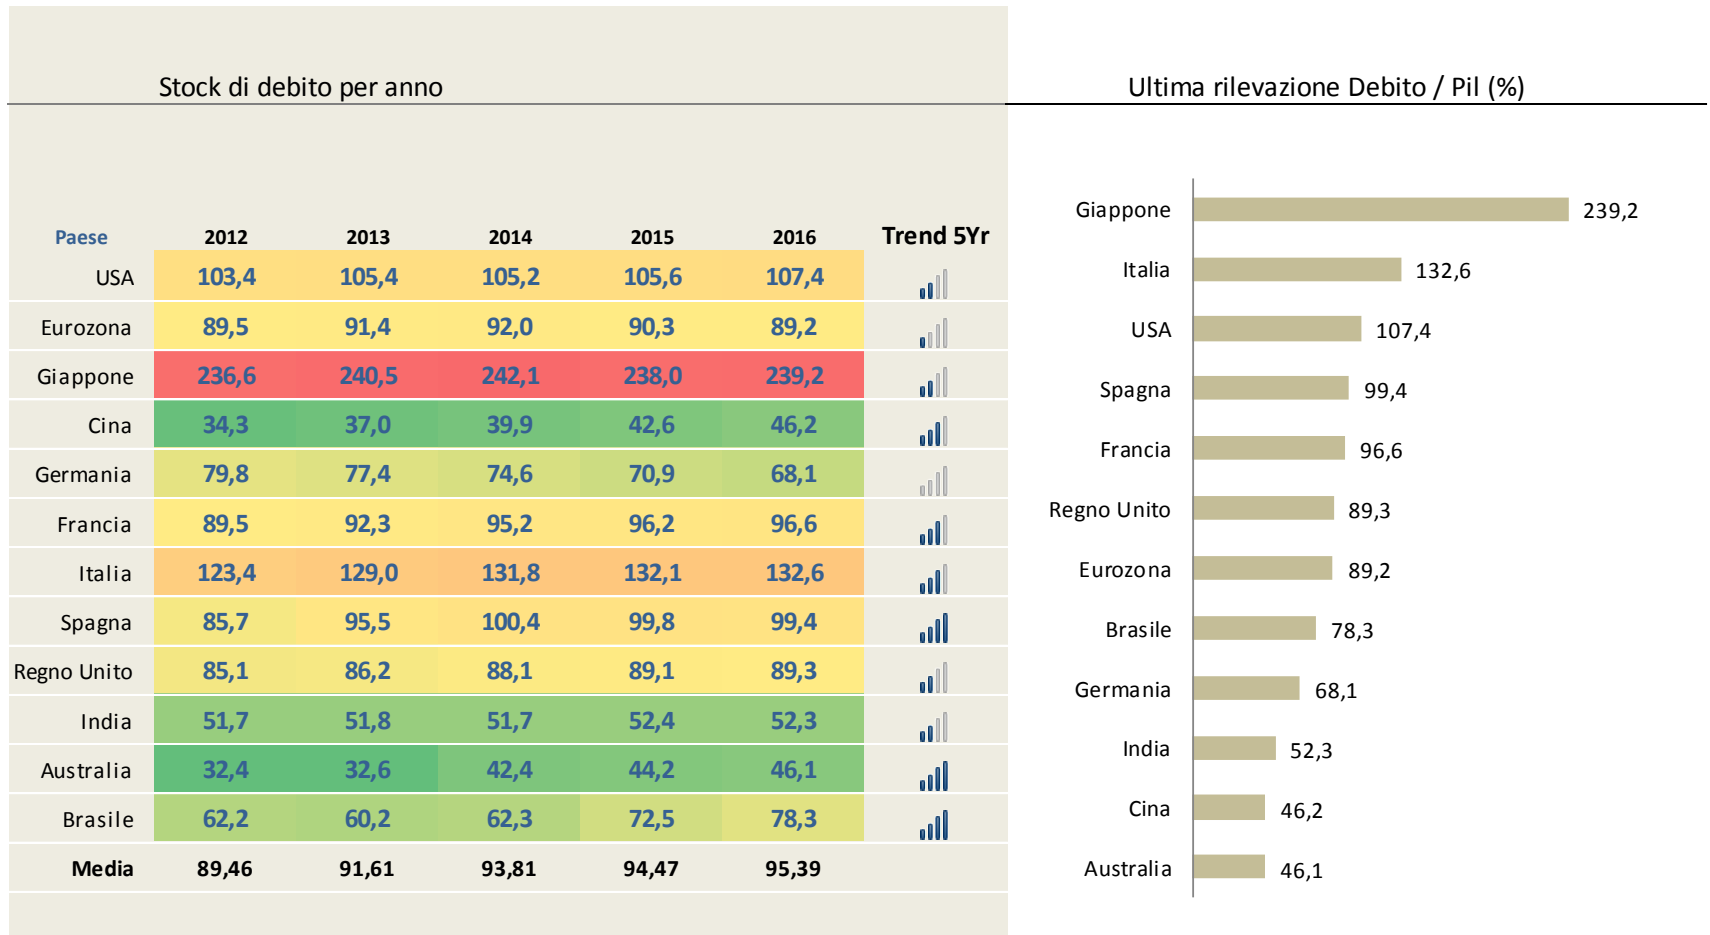 Stock di debito per anno
Ultima rilevazione Debito / Pil (%)
Paese 2012 2013 2014 2015 2016 Trend 5Yr
USA 103,4 105,4 105,2 105,6 107,4
Eurozona 89,5 91,4 92,0 90,3 89,2
Giappone 236,6 240,5 242,1 238,0 239,2
Cina 34,3 37,0 39,9 42,6 46,2
Germania 79,8 77,4 74,6 70,9 68,1
Francia 89,5 92,3 95,2 96,2 96,6
Italia 123,4 129,0 131,8 132,1 132,6
Spagna 85,7 95,5 100,4 99,8 99,4
Regno Unito 85,1 86,2 88,1 89,1 89,3
India 51,7 51,8 51,7 52,4 52,3
Australia 32,4 32,6 42,4 44,2 46,1
Brasile 62,2 60,2 62,3 72,5 78,3
Media 89,46 91,61 93,81 94,47 95,39
Giappone 239,2
Italia 132,6
USA 107,4
Spagna 99,4
Francia 96,6
Regno Unito 89,3
Eurozona 89,2
Brasile 78,3
Germania 68,1
India 52,3
Cina 46,2
Australia 46,1